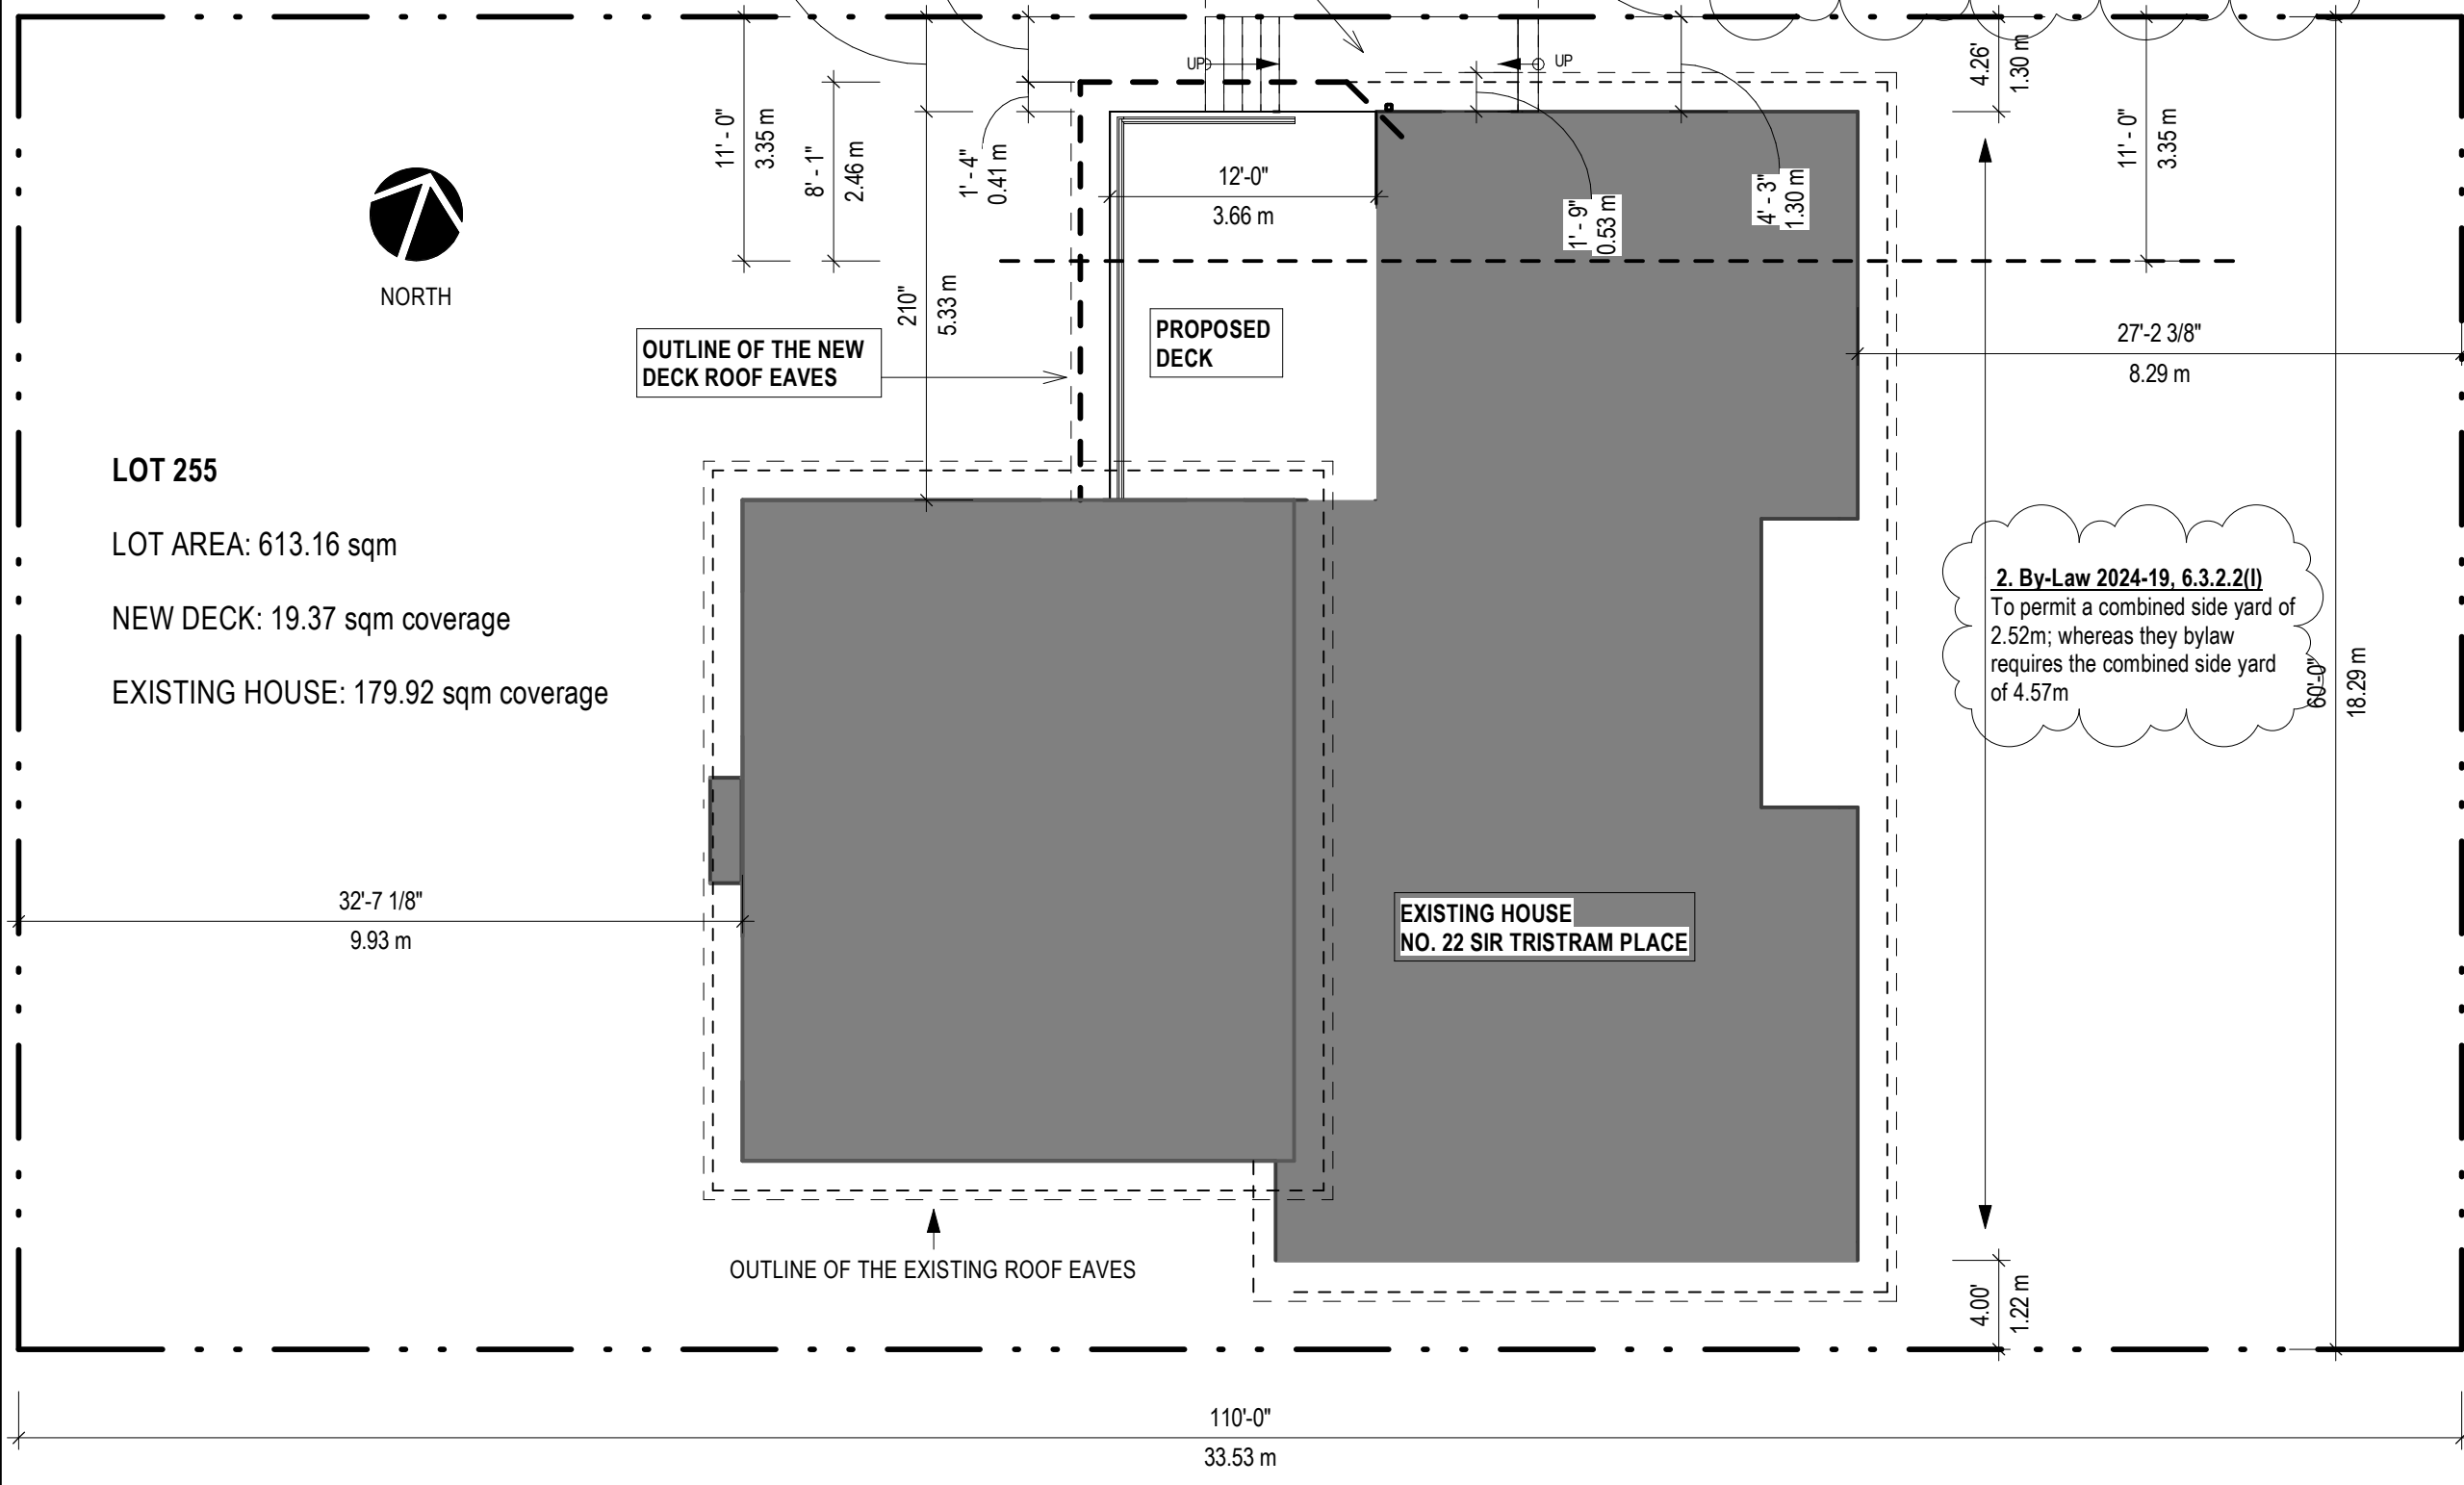 UP
UP
4.26'
1.30 m
11' - 0"
3.35 m
8' - 1"
2.46 m
1' - 4"
0.41 m
12'-0"
3.66 m
1' - 9"
0.53 m
4' - 3"
1.30 m
11' - 0"
3.35 m
NORTH
210"
5.33 m
OUTLINE OF THE NEW
DECK ROOF EAVES
PROPOSED
DECK
27'-2 3/8"
8.29 m
LOT 255
LOT AREA: 613.16 sqm
NEW DECK: 19.37 sqm coverage
EXISTING HOUSE: 179.92 sqm coverage
2. By-Law 2024-19, 6.3.2.2(I)
To permit a combined side yard of
2.52m; whereas they bylaw
requires the combined side yard
of 4.57m
60'-0"
18.29 m
32'-7 1/8"
9.93 m
EXISTING HOUSE
NO. 22 SIR TRISTRAM PLACE
OUTLINE OF THE EXISTING ROOF EAVES
4.00'
1.22 m
110'-0"
33.53 m